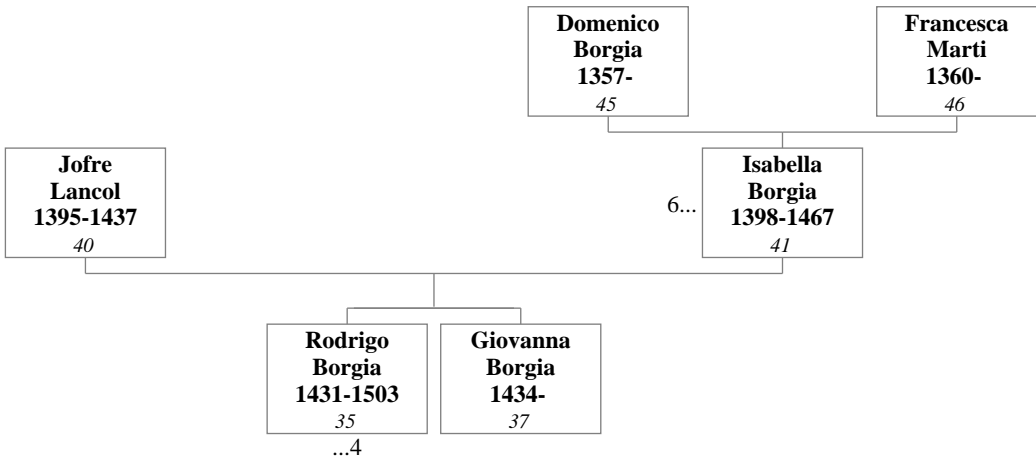 Domenico
Borgia
1357-
45
Francesca
Marti
1360-
46
Jofre
Lancol
1395-1437
40
6...
Isabella
Borgia
1398-1467
41
Rodrigo
Borgia
1431-1503
35
...4
Giovanna
Borgia
1434-
37